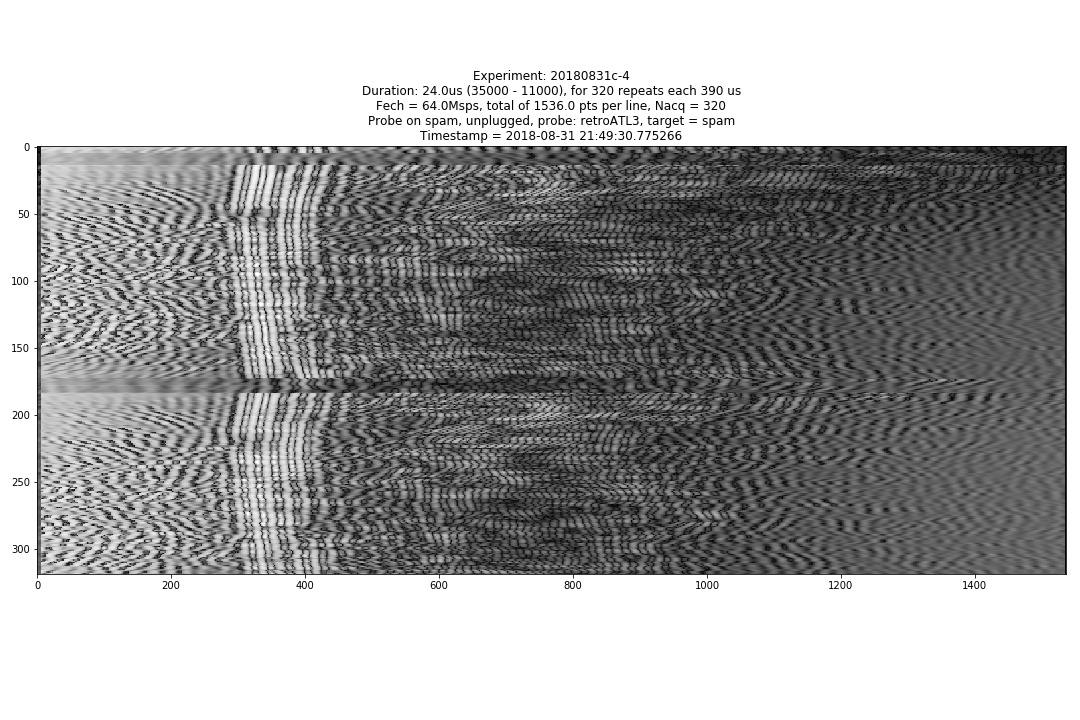 Experiment: 20180831c-4
Duration: 24.0us (35000 - 11000), for 320 repeats each 390 us
Fech = 64.0Msps, total of 1536.0 pts per line, Nacq = 320
Probe on spam, unplugged, probe: retroATL3, target = spam
Timestamp = 2018-08-31 21:49:30.775266
0
50
100
150
200
250
300
0 200 400 600 800 1000 1200 1400